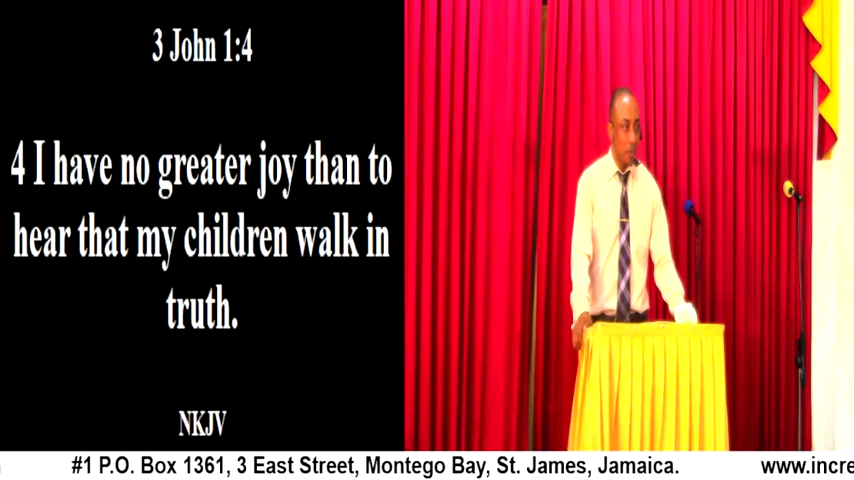 3 John 1:4
4 I have no greater joy than to
hear that my children walk in
truth.
NKJV
#1 P.O. Box 1361, 3 East Street, Montego Bay, St. James, Jamaica.
www.incre